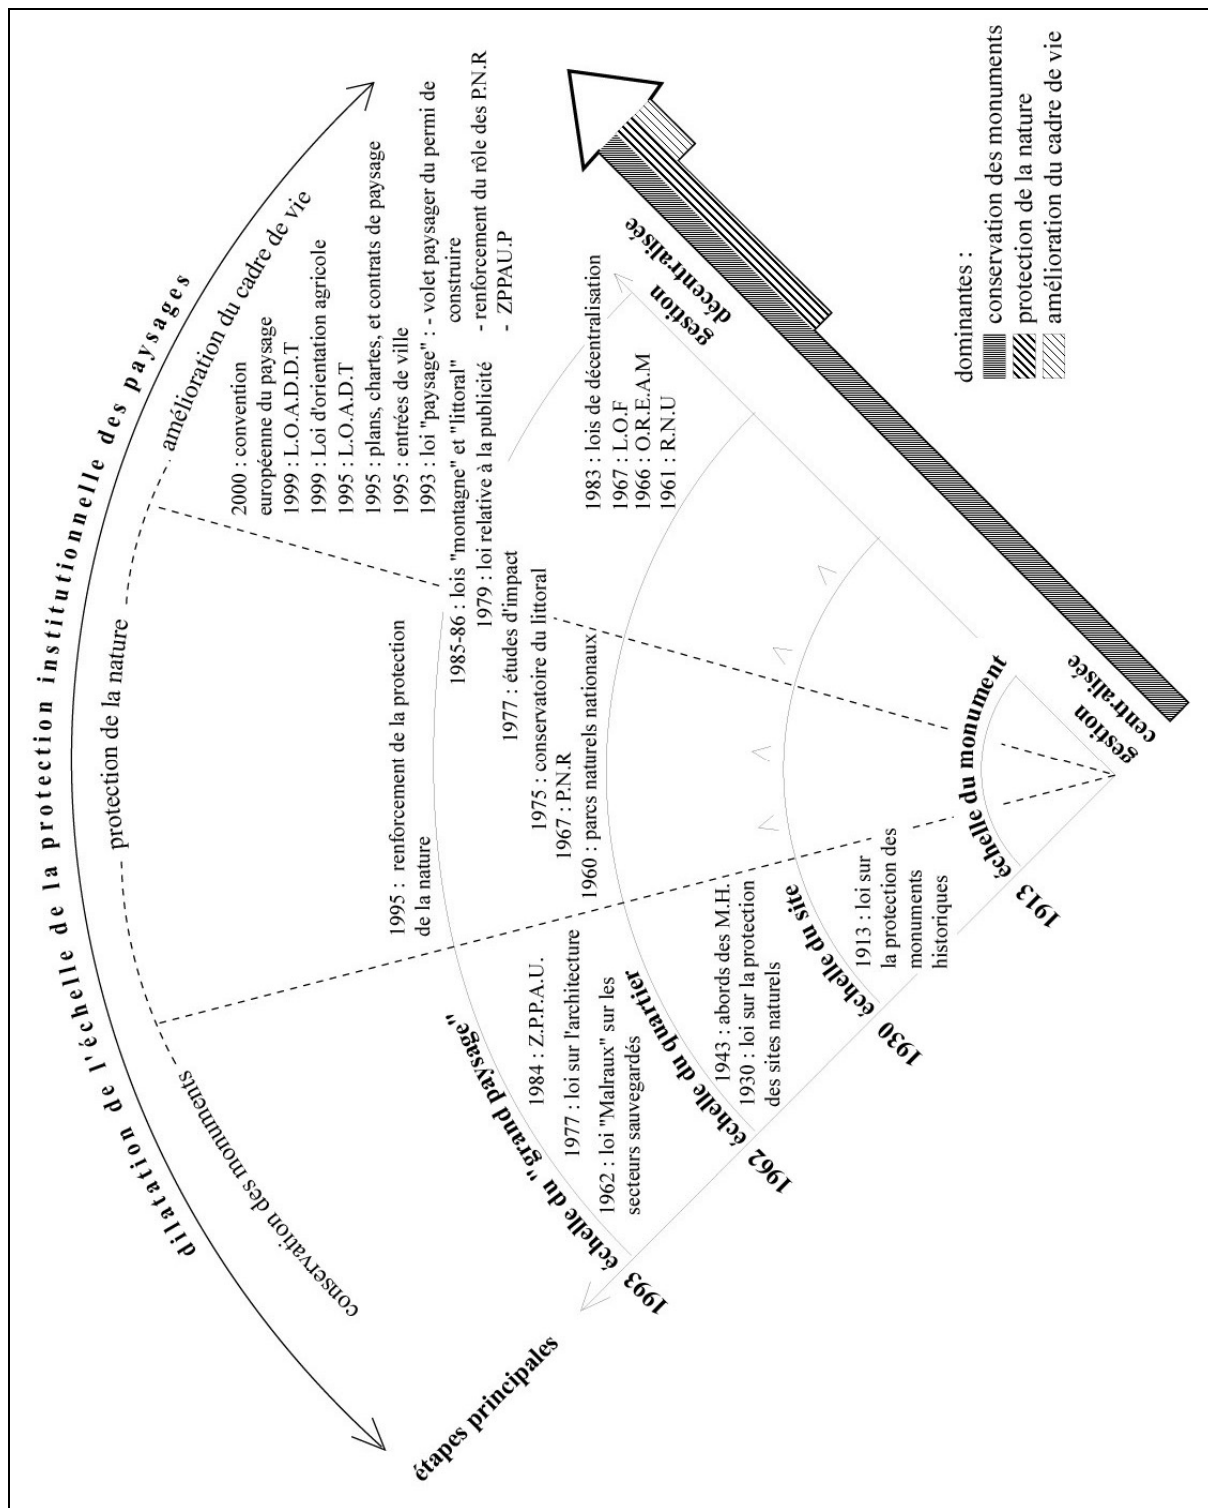 dilatation de l'échelle de la protection institutionnelle des paysages
conservation des monuments
protection de la nature
amélioration du cadre de vie
2000 : convention
européenne du paysage
1999 : L.O.A.D.D.T
1999 : Loi d'orientation agricole
1995 : L.O.A.D.T
1995 : plans, chartes, et contrats de paysage
1995 : entrées de ville
1993 : loi "paysage" : - volet paysager du permi de
construire
- renforcement du rôle des P.N.R
- ZPPAU.P
1995 : renforcement de la protection
de la nature
1985-86 : lois "montagne" et "littoral"
1979 : loi relative à la publicité
1977 : études d'impact
1975 : conservatoire du littoral
1967 : P.N.R
1960 : parcs naturels nationaux
1983 : lois de décentralisation
1967 : L.O.F
1966 : O.R.E.A.M
1961 : R.N.U
1984 : Z.P.P.A.U.
1977 : loi sur l'architecture
1962 : loi "Malraux" sur les
secteurs sauvegardés
1943 : abords des M.H.
1930 : loi sur la protection
des sites naturels
1913 : loi sur
la protection des
monuments
historiques
étapes principales
1993
échelle du "grand paysage"
1962
échelle du quartier
1930
échelle du site
1913
échelle du monument
gestion
centralisée
gestion
décentralisée
dominantes :
conservation des monuments
protection de la nature
amélioration du cadre de vie